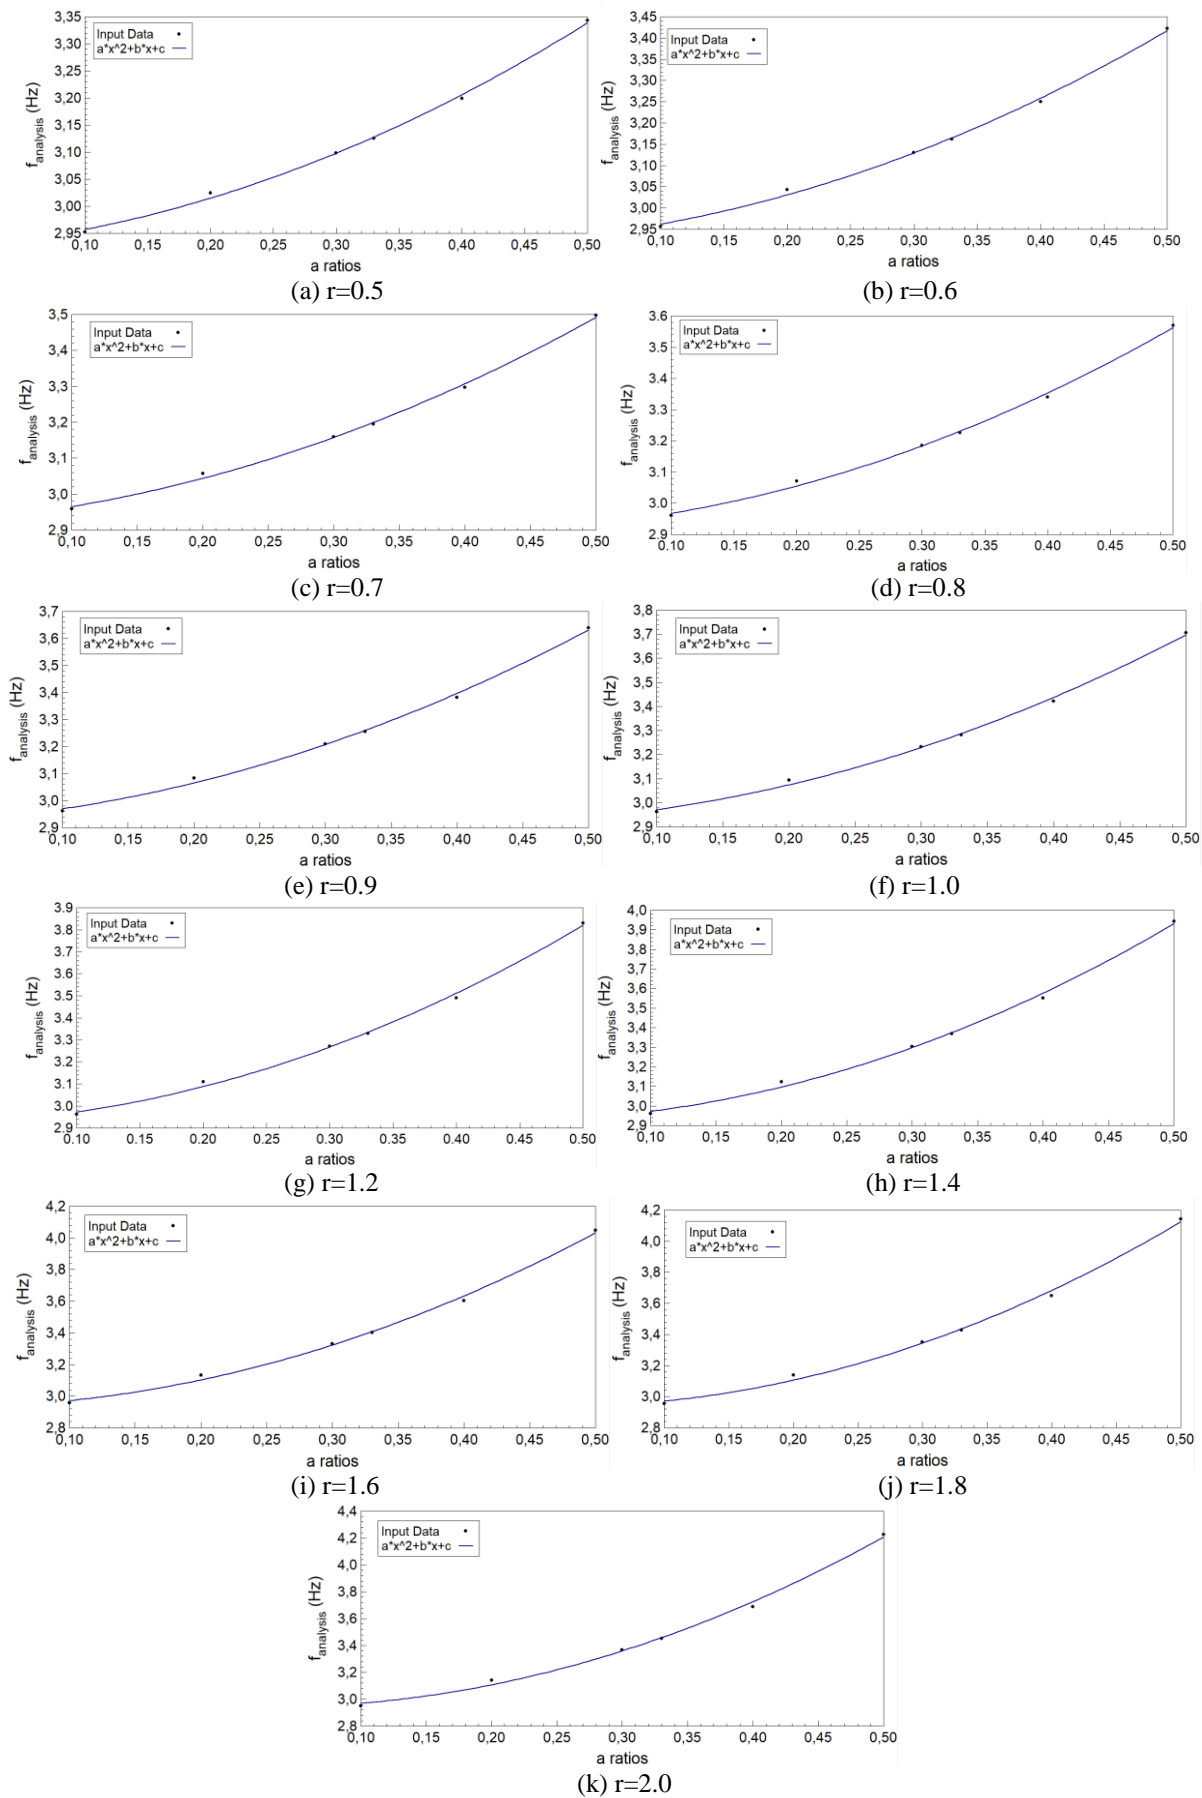 3,35
3,30
3,25
3,20
3,15
3,10
3,05
3,00
2,95
f_analysis (Hz)
Input Data
a*x^2+b*x+c
0,10 0,15 0,20 0,25 0,30 0,35 0,40 0,45 0,50
a ratios
(a) r=0.5
3,45
3,40
3,35
3,30
3,25
3,20
3,15
3,10
3,05
3,00
2,95
f_analysis (Hz)
Input Data
a*x^2+b*x+c
0,10 0,15 0,20 0,25 0,30 0,35 0,40 0,45 0,50
a ratios
(b) r=0.6
3,5
3,4
3,3
3,2
3,1
3,0
2,9
f_analysis (Hz)
Input Data
a*x^2+b*x+c
0,10 0,15 0,20 0,25 0,30 0,35 0,40 0,45 0,50
a ratios
(c) r=0.7
3.6
3.5
3.4
3.3
3.2
3.1
3.0
2.9
f_analysis (Hz)
Input Data
a*x^2+b*x+c
0.10 0.15 0.20 0.25 0.30 0.35 0.40 0.45 0.50
a ratios
(d) r=0.8
3,7
3,6
3,5
3,4
3,3
3,2
3,1
3,0
2,9
f_analysis (Hz)
Input Data
a*x^2+b*x+c
0,10 0,15 0,20 0,25 0,30 0,35 0,40 0,45 0,50
a ratios
(e) r=0.9
3,8
3,7
3,6
3,5
3,4
3,3
3,2
3,1
3,0
2,9
f_analysis (Hz)
Input Data
a*x^2+b*x+c
0,10 0,15 0,20 0,25 0,30 0,35 0,40 0,45 0,50
a ratios
(f) r=1.0
3.9
3.8
3.7
3.6
3.5
3.4
3.3
3.2
3.1
3.0
2.9
f_analysis (Hz)
Input Data
a*x^2+b*x+c
0.10 0.15 0.20 0.25 0.30 0.35 0.40 0.45 0.50
a ratios
(g) r=1.2
4,0
3,9
3,8
3,7
3,6
3,5
3,4
3,3
3,2
3,1
3,0
2,9
f_analysis (Hz)
Input Data
a*x^2+b*x+c
0,10 0,15 0,20 0,25 0,30 0,35 0,40 0,45 0,50
a ratios
(h) r=1.4
4,2
4,0
3,8
3,6
3,4
3,2
3,0
2,8
f_analysis (Hz)
Input Data
a*x^2+b*x+c
0,10 0,15 0,20 0,25 0,30 0,35 0,40 0,45 0,50
a ratios
(i) r=1.6
4,2
4,0
3,8
3,6
3,4
3,2
3,0
2,8
f_analysis (Hz)
Input Data
a*x^2+b*x+c
0,10 0,15 0,20 0,25 0,30 0,35 0,40 0,45 0,50
a ratios
(j) r=1.8
4,4
4,2
4,0
3,8
3,6
3,4
3,2
3,0
2,8
f_analysis (Hz)
Input Data
a*x^2+b*x+c
0,10 0,15 0,20 0,25 0,30 0,35 0,40 0,45 0,50
a ratios
(k) r=2.0